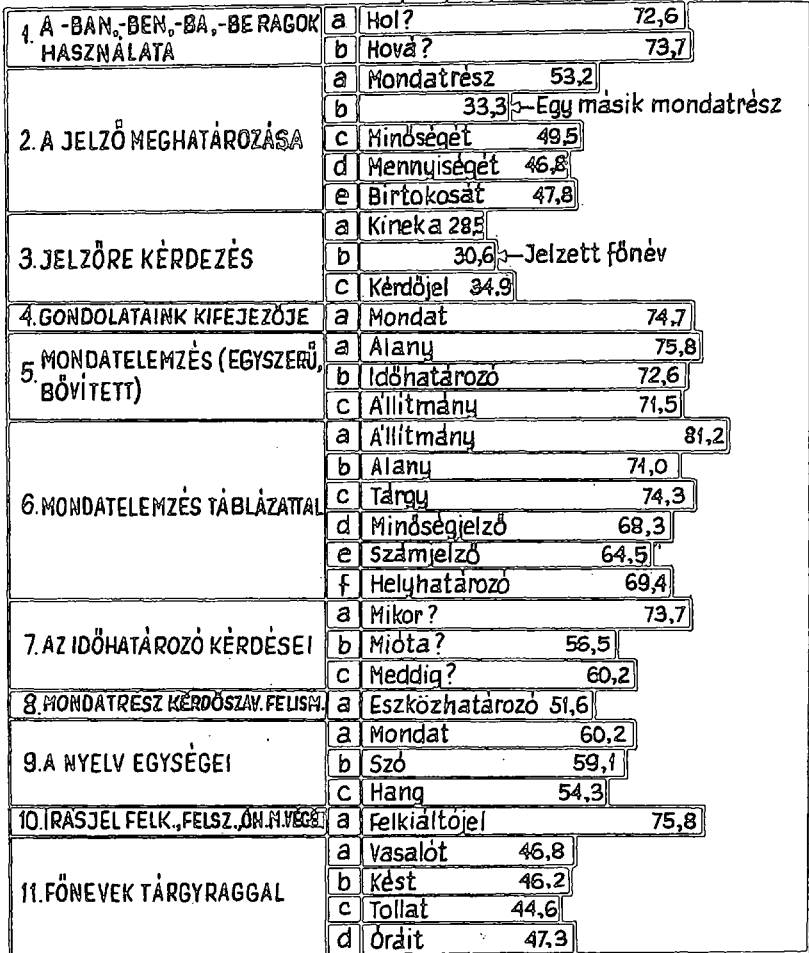 1. A -BAN,-BEN,-BA,-BE RAGOK HASZNÁLATA
a Hol? 72,6
b Hová? 73,7
2. A JELZŐ MEGHATÁROZÁSA
a Mondatrész 53,2
b 33,3 Egy másik mondatrész
c Minőségét 49,5
d Mennyiségét 46,8
e Birtokosát 47,8
3. JELZŐRE KÉRDEZÉS
a Kinek a 28,5
b 30,6 Jelzett főnév
c Kérdőjel 34,9
4. GONDOLATAINK KIFEJEZŐJE
a Mondat 74,7
5. MONDATELEMZÉS (EGYSZERŰ, BŐVÍTETT)
a Alany 75,8
b Időhatározó 72,6
c Állítmány 71,5
6. MONDATELEMZÉS TÁBLÁZATTAL
a Állítmány 81,2
b Alany 71,0
c Tárgy 74,3
d Minőségjelző 68,3
e Számjelző 64,5
f Helyhatározó 69,4
7. AZ IDŐHATÁROZÓ KÉRDÉSEI
a Mikor? 73,7
b Mióta? 56,5
c Meddig? 60,2
8. MONDATRÉSZ KÉRDŐSZAV. FELISM.
a Eszközhatározó 51,6
9. A NYELV EGYSÉGEI
a Mondat 60,2
b Szó 59,1
c Hang 54,3
10. ÍRÁSJEL FELK., FELSZ., ÓH. M. VÉGÉN
a Felkiáltójel 75,8
11. FŐNEVEK TÁRGYRAGGAL
a Vasalót 46,8
b Kést 46,2
c Tollat 44,6
d Óráit 47,3